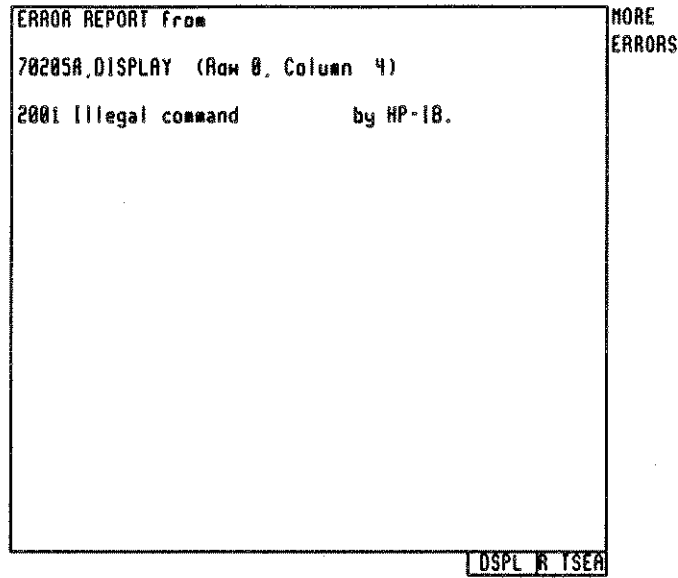 ERROR REPORT from
70205A,DISPLAY (Row 0, Column 4)
2001 Illegal command by HP-IB.
MORE
ERRORS
DSPL R TSEA